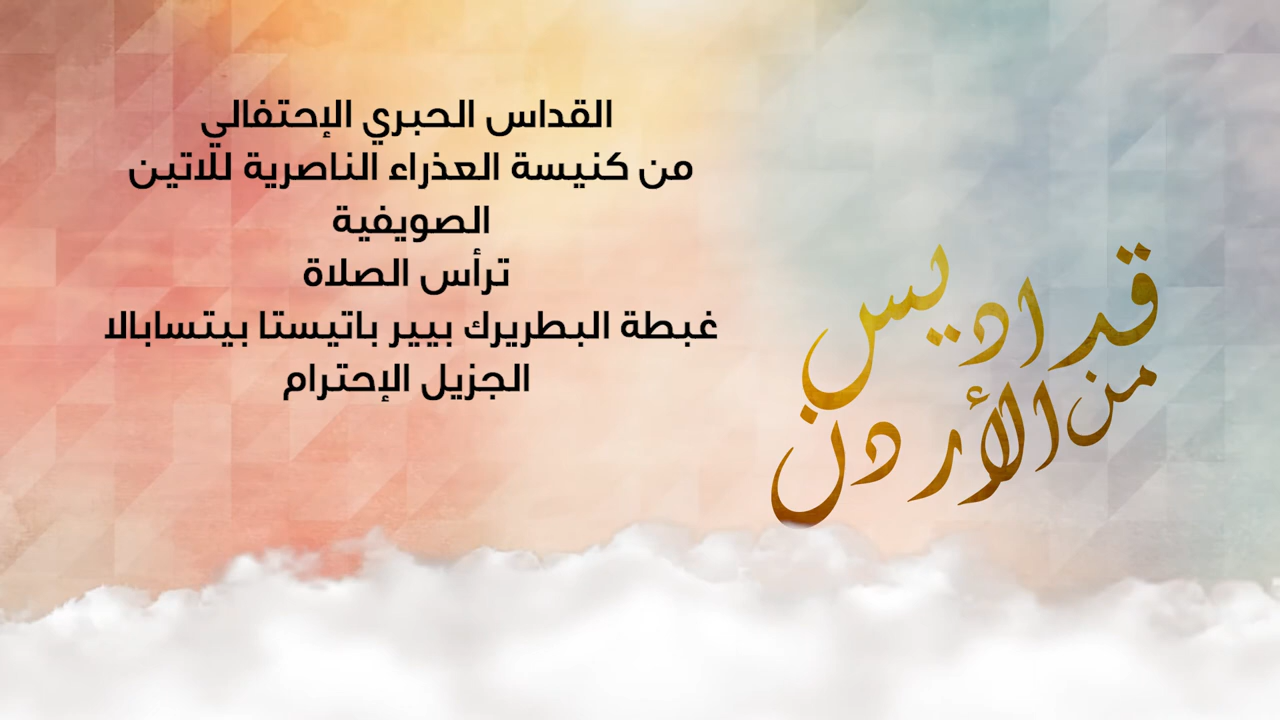 القداس الحبري الإحتفالي
من كنيسة العذراء الناصرية للاتين
الصويفية
ترأس الصلاة
غبطة البطريرك بيير باتيستا بيتسابالا
الجزيل الإحترام
قداديس
من الأردن